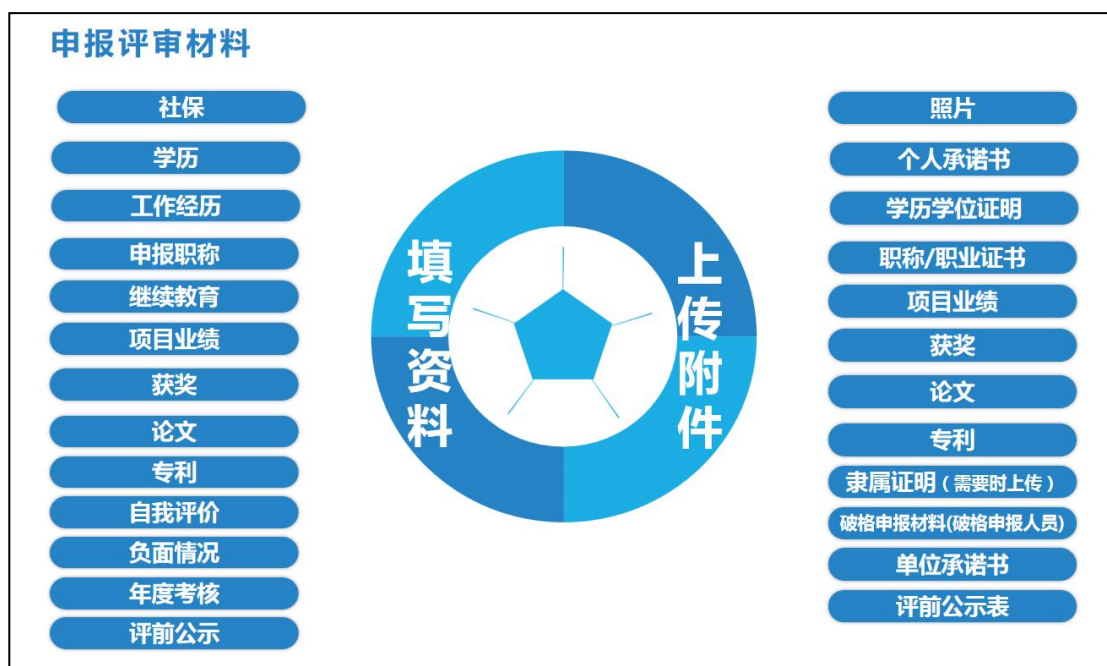 申报评审材料
社保
学历
工作经历
申报职称
继续教育
项目业绩
获奖
论文
专利
自我评价
负面情况
年度考核
评前公示
填写资料
上传附件
照片
个人承诺书
学历学位证明
职称/职业证书
项目业绩
获奖
论文
专利
隶属证明（需要时上传）
破格申报材料(破格申报人员)
单位承诺书
评前公示表